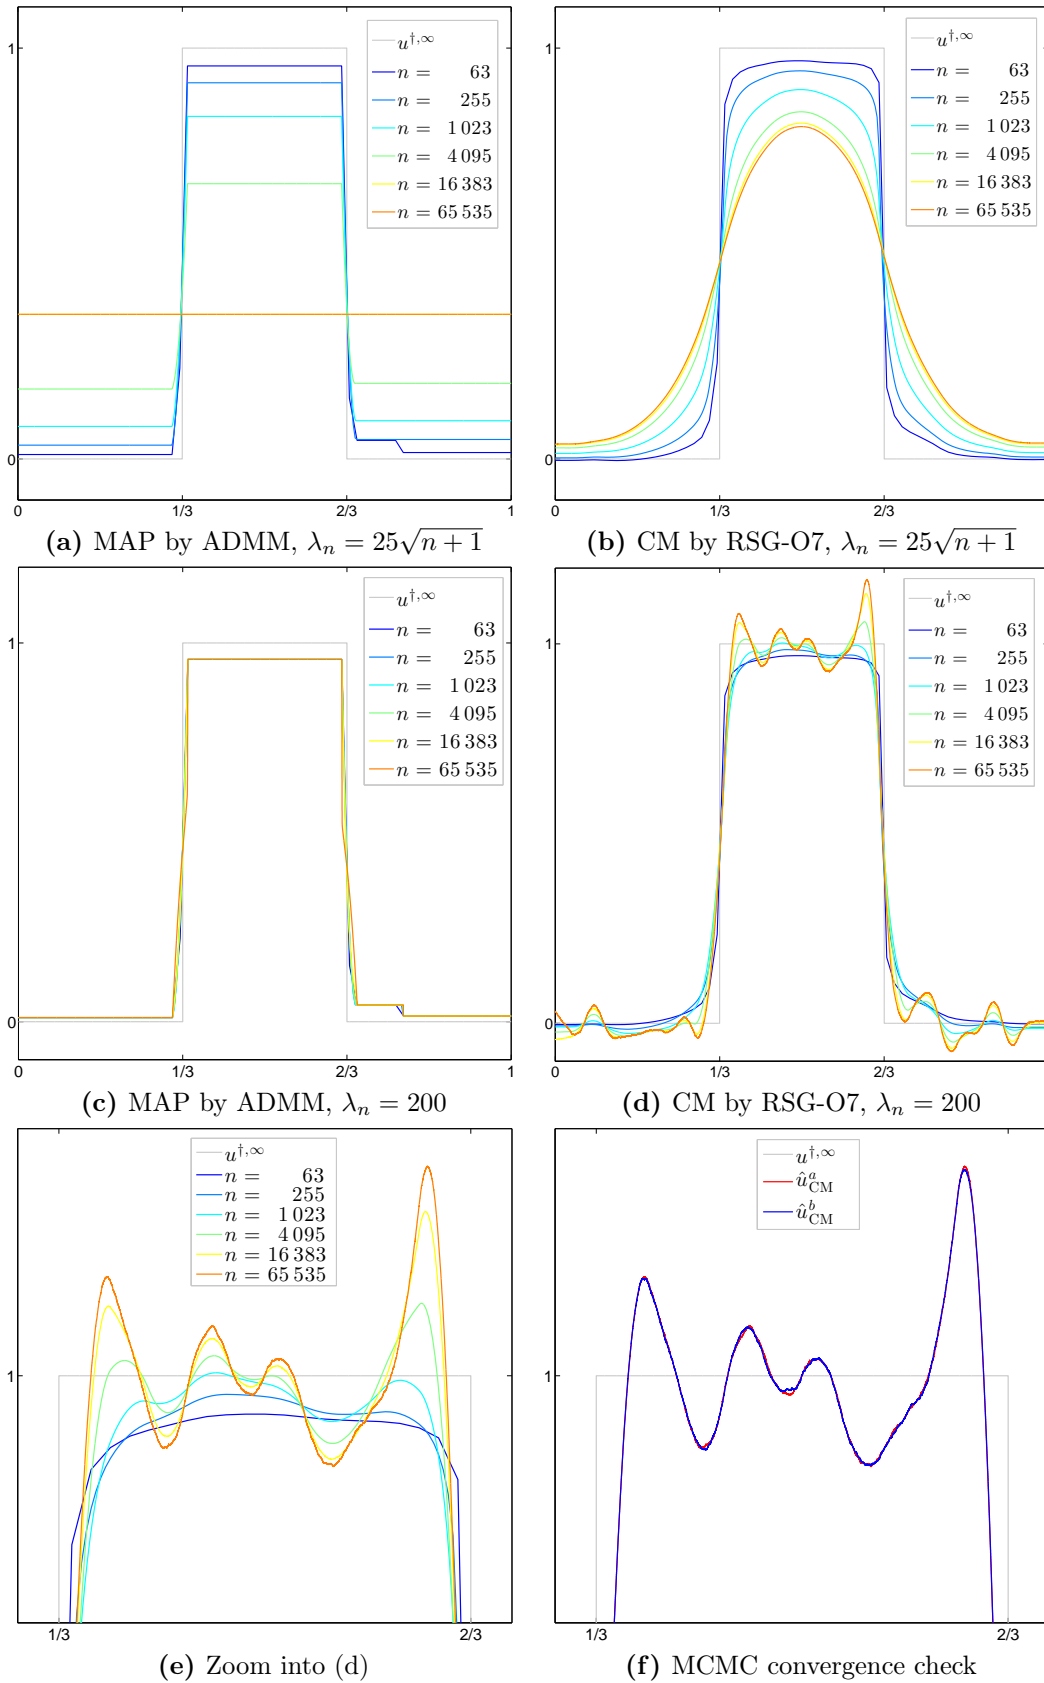 1
0
0
1/3
2/3
1
u†,∞
n = 63
n = 255
n = 1 023
n = 4 095
n = 16 383
n = 65 535
(a) MAP by ADMM, λn = 25√n + 1
1
0
0
1/3
2/3
u†,∞
n = 63
n = 255
n = 1 023
n = 4 095
n = 16 383
n = 65 535
(b) CM by RSG-O7, λn = 25√n + 1
1
0
0
1/3
2/3
1
u†,∞
n = 63
n = 255
n = 1 023
n = 4 095
n = 16 383
n = 65 535
(c) MAP by ADMM, λn = 200
1
0
0
1/3
2/3
u†,∞
n = 63
n = 255
n = 1 023
n = 4 095
n = 16 383
n = 65 535
(d) CM by RSG-O7, λn = 200
1
1/3
2/3
u†,∞
n = 63
n = 255
n = 1 023
n = 4 095
n = 16 383
n = 65 535
(e) Zoom into (d)
1
1/3
2/3
u†,∞
ûᵃCM
ûᵇCM
(f) MCMC convergence check